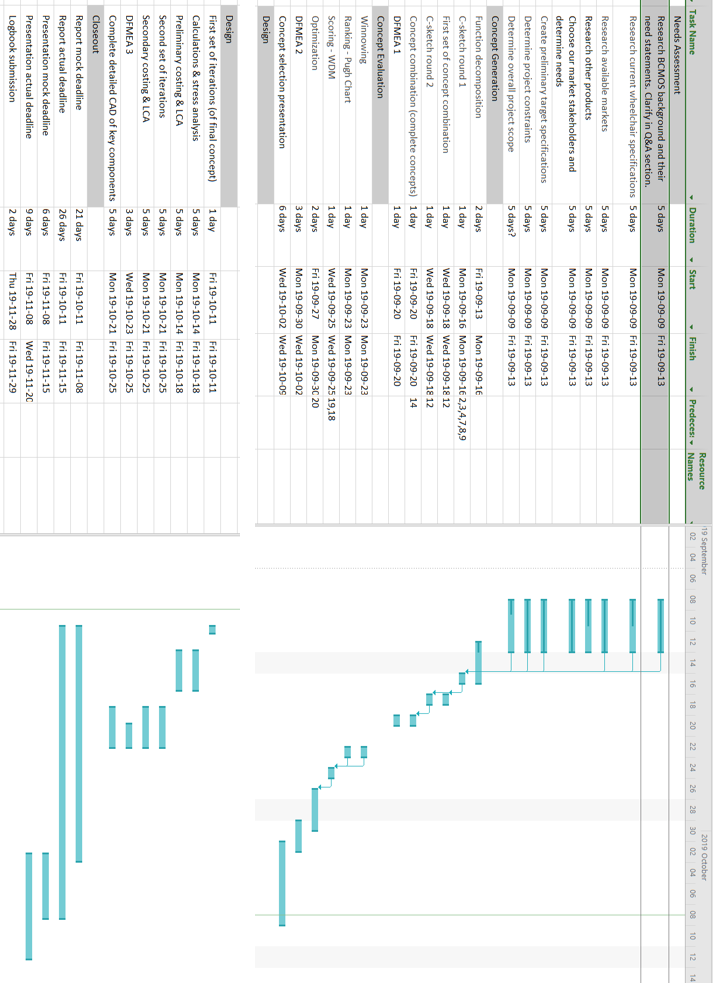 Task Name Duration Start Finish Predeces: Resource Names
19 September 2019 October
02 04 06 08 10 12 14 16 18 20 22 24 26 28 30 02 04 06 08 10 12 14
Needs Assessment
Research BCMOS background and their 5 days Mon 19-09-09 Fri 19-09-13
need statements. Clarify in Q&A section.
Research current wheelchair specifications 5 days Mon 19-09-09 Fri 19-09-13
Research available markets 5 days Mon 19-09-09 Fri 19-09-13
Research other products 5 days Mon 19-09-09 Fri 19-09-13
Choose our market stakeholders and 5 days Mon 19-09-09 Fri 19-09-13
determine needs
Create preliminary target specifications 5 days Mon 19-09-09 Fri 19-09-13
Determine project constraints 5 days Mon 19-09-09 Fri 19-09-13
Determine overall project scope 5 days? Mon 19-09-09 Fri 19-09-13
Concept Generation
Function decomposition 2 days Fri 19-09-13 Mon 19-09-16
C-sketch round 1 1 day Mon 19-09-16 Mon 19-09-16 2,3,4,7,8,9
First set of concept combination 1 day Wed 19-09-18 Wed 19-09-18 12
C-sketch round 2 1 day Wed 19-09-18 Wed 19-09-18 12
Concept combination (complete concepts) 1 day Fri 19-09-20 Fri 19-09-20 14
DFMEA 1 1 day Fri 19-09-20 Fri 19-09-20
Concept Evaluation
Winnowing 1 day Mon 19-09-23 Mon 19-09-23
Ranking - Pugh Chart 1 day Mon 19-09-23 Mon 19-09-23
Scoring - WDM 1 day Wed 19-09-25 Wed 19-09-25 19,18
Optimization 2 days Fri 19-09-27 Mon 19-09-30 20
DFMEA 2 3 days Mon 19-09-30 Wed 19-10-02
Concept selection presentation 6 days Wed 19-10-02 Wed 19-10-09
Design
Design
First set of iterations (of final concept) 1 day Fri 19-10-11 Fri 19-10-11
Calculations & stress analysis 5 days Mon 19-10-14 Fri 19-10-18
Preliminary costing & LCA 5 days Mon 19-10-14 Fri 19-10-18
Second set of iterations 5 days Mon 19-10-21 Fri 19-10-25
Secondary costing & LCA 5 days Mon 19-10-21 Fri 19-10-25
DFMEA 3 3 days Wed 19-10-23 Fri 19-10-25
Complete detailed CAD of key components 5 days Mon 19-10-21 Fri 19-10-25
Closeout
Report mock deadline 21 days Fri 19-10-11 Fri 19-11-08
Report actual deadline 26 days Fri 19-10-11 Fri 19-11-15
Presentation mock deadline 6 days Fri 19-11-08 Fri 19-11-15
Presentation actual deadline 9 days Fri 19-11-08 Wed 19-11-20
Logbook submission 2 days Thu 19-11-28 Fri 19-11-29